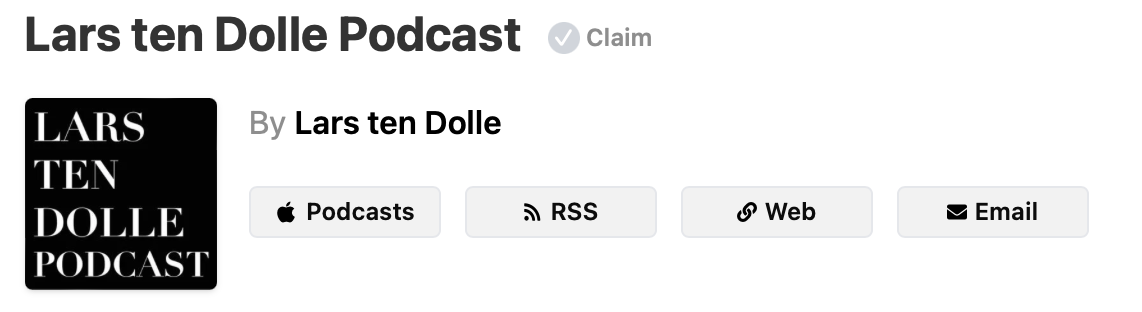 Lars ten Dolle Podcast Claim
LARS
TEN
DOLLE
PODCAST
By Lars ten Dolle
Podcasts RSS Web Email